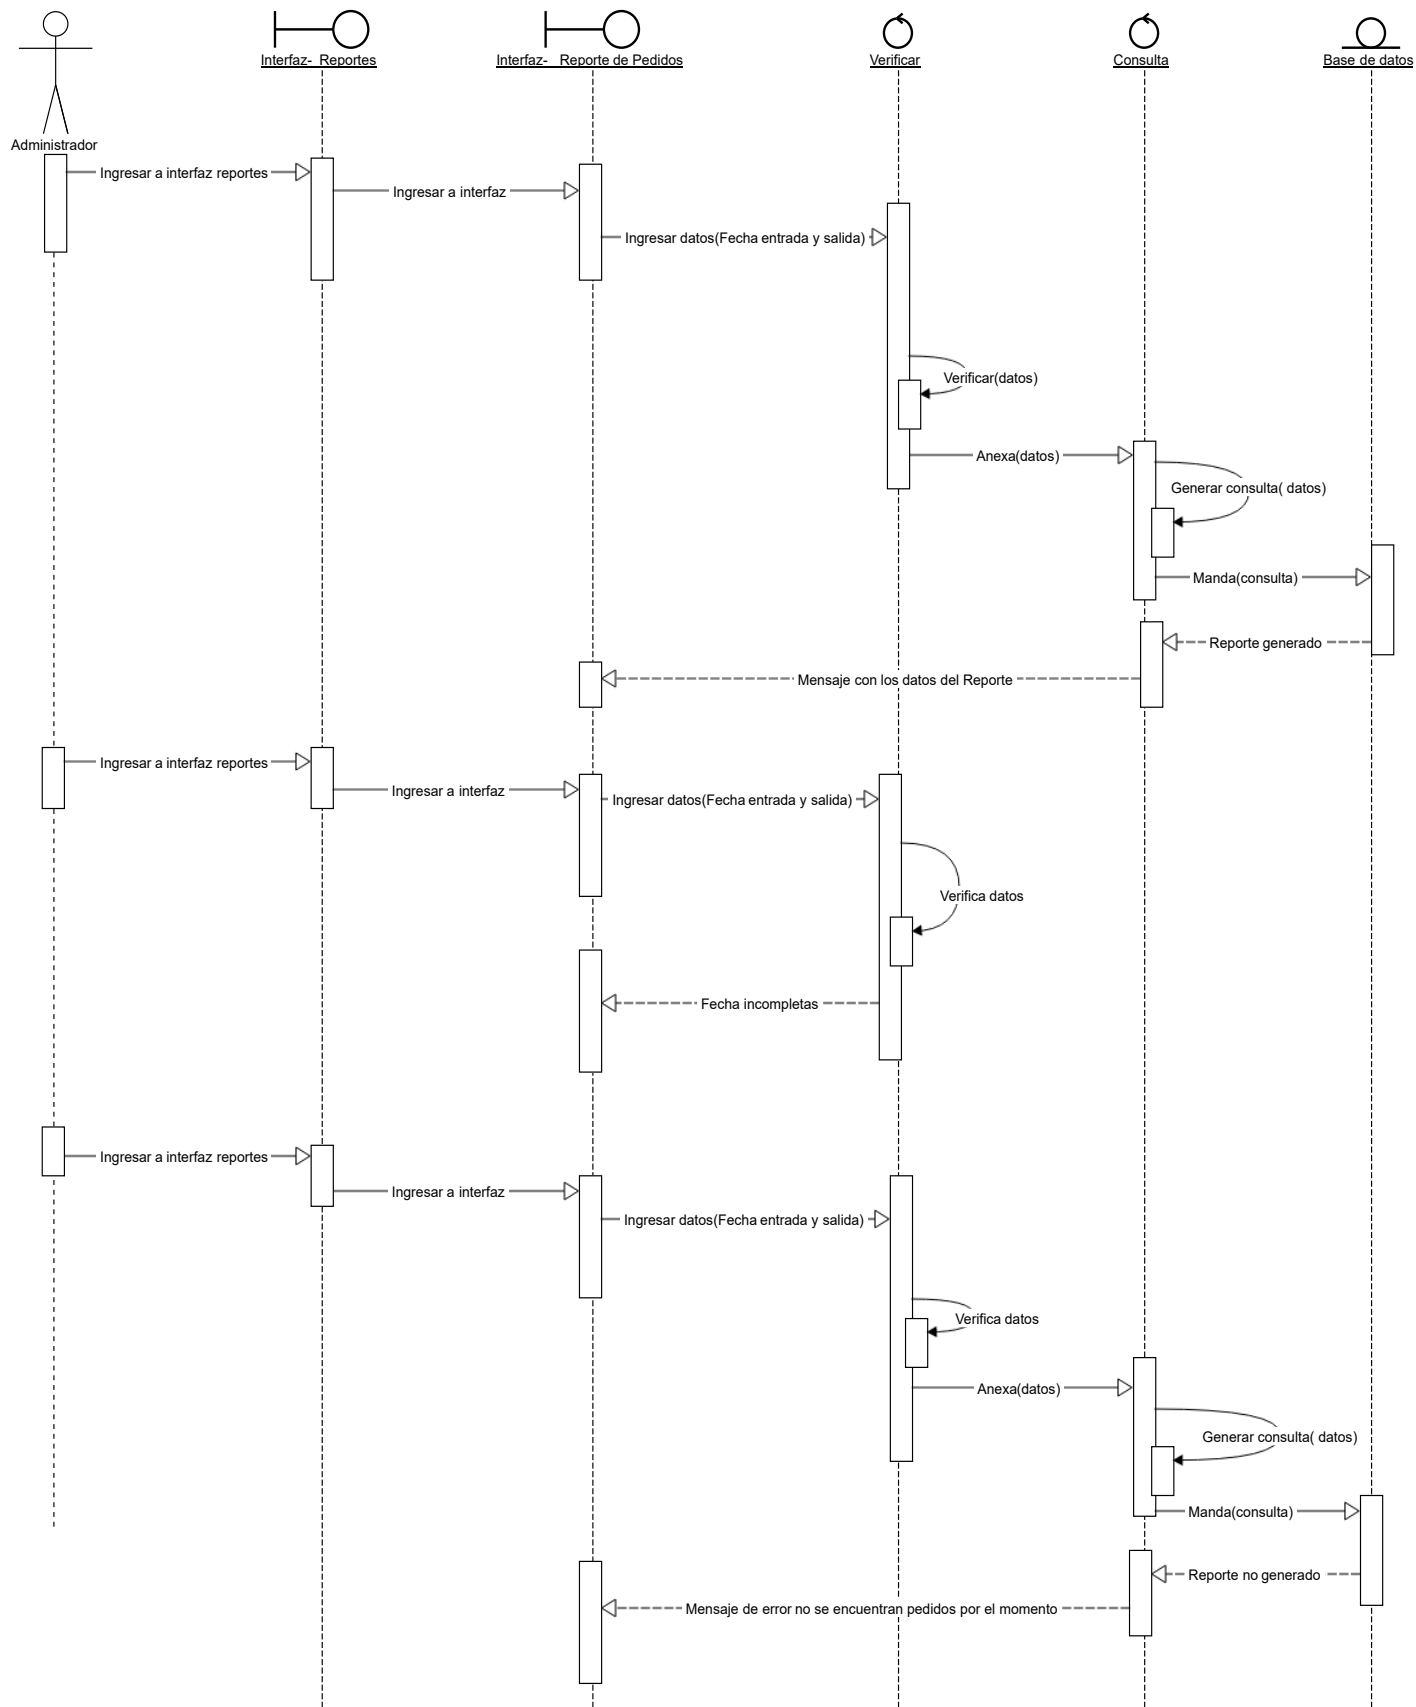 Interfaz- Reportes
Interfaz- Reporte de Pedidos
Verificar
Consulta
Base de datos
Administrador
Ingresar a interfaz reportes
Ingresar a interfaz
Ingresar datos(Fecha entrada y salida)
Verificar(datos)
Anexa(datos)
Generar consulta( datos)
Manda(consulta)
Reporte generado
Mensaje con los datos del Reporte
Ingresar a interfaz reportes
Ingresar a interfaz
Ingresar datos(Fecha entrada y salida)
Verifica datos
Fecha incompletas
Ingresar a interfaz reportes
Ingresar a interfaz
Ingresar datos(Fecha entrada y salida)
Verifica datos
Anexa(datos)
Generar consulta( datos)
Manda(consulta)
Reporte no generado
Mensaje de error no se encuentran pedidos por el momento